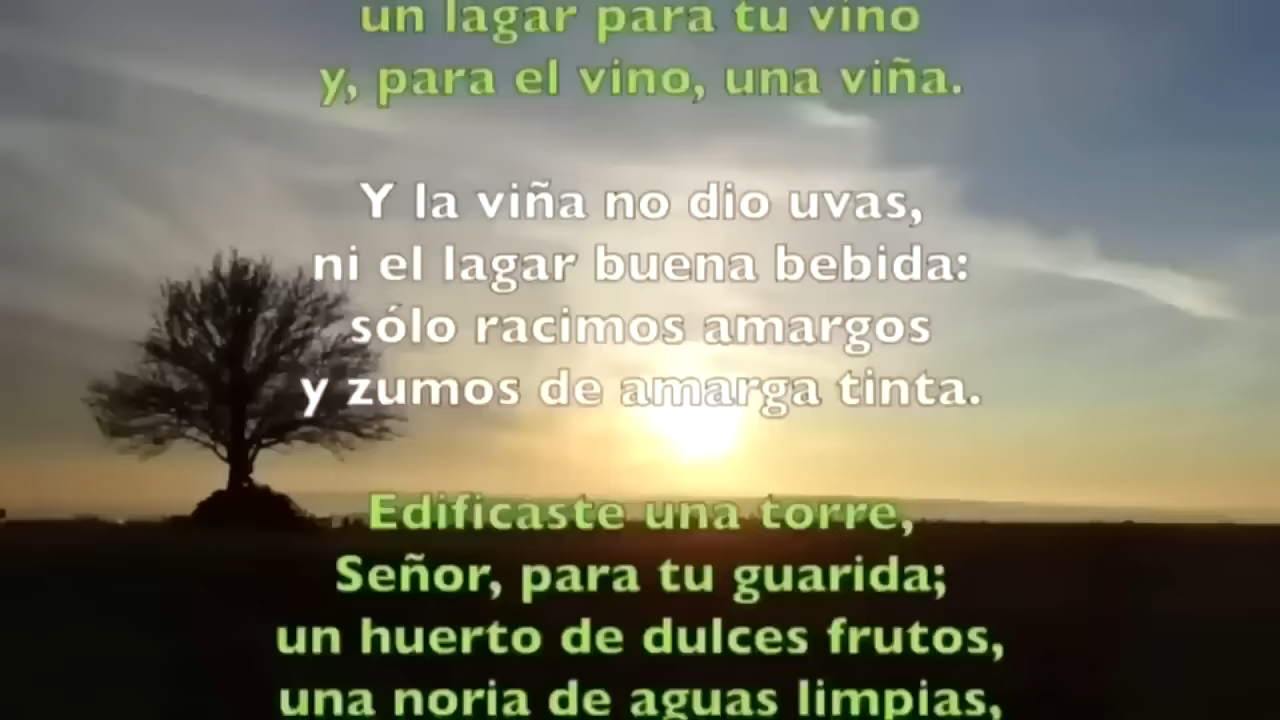 un lagar para tu vino
y, para el vino, una viña.
Y la viña no dio uvas,
ni el lagar buena bebida:
sólo racimos amargos
y zumos de amarga tinta.
Edificaste una torre,
Señor, para tu guarida;
un huerto de dulces frutos,
una noria de aguas limpias,